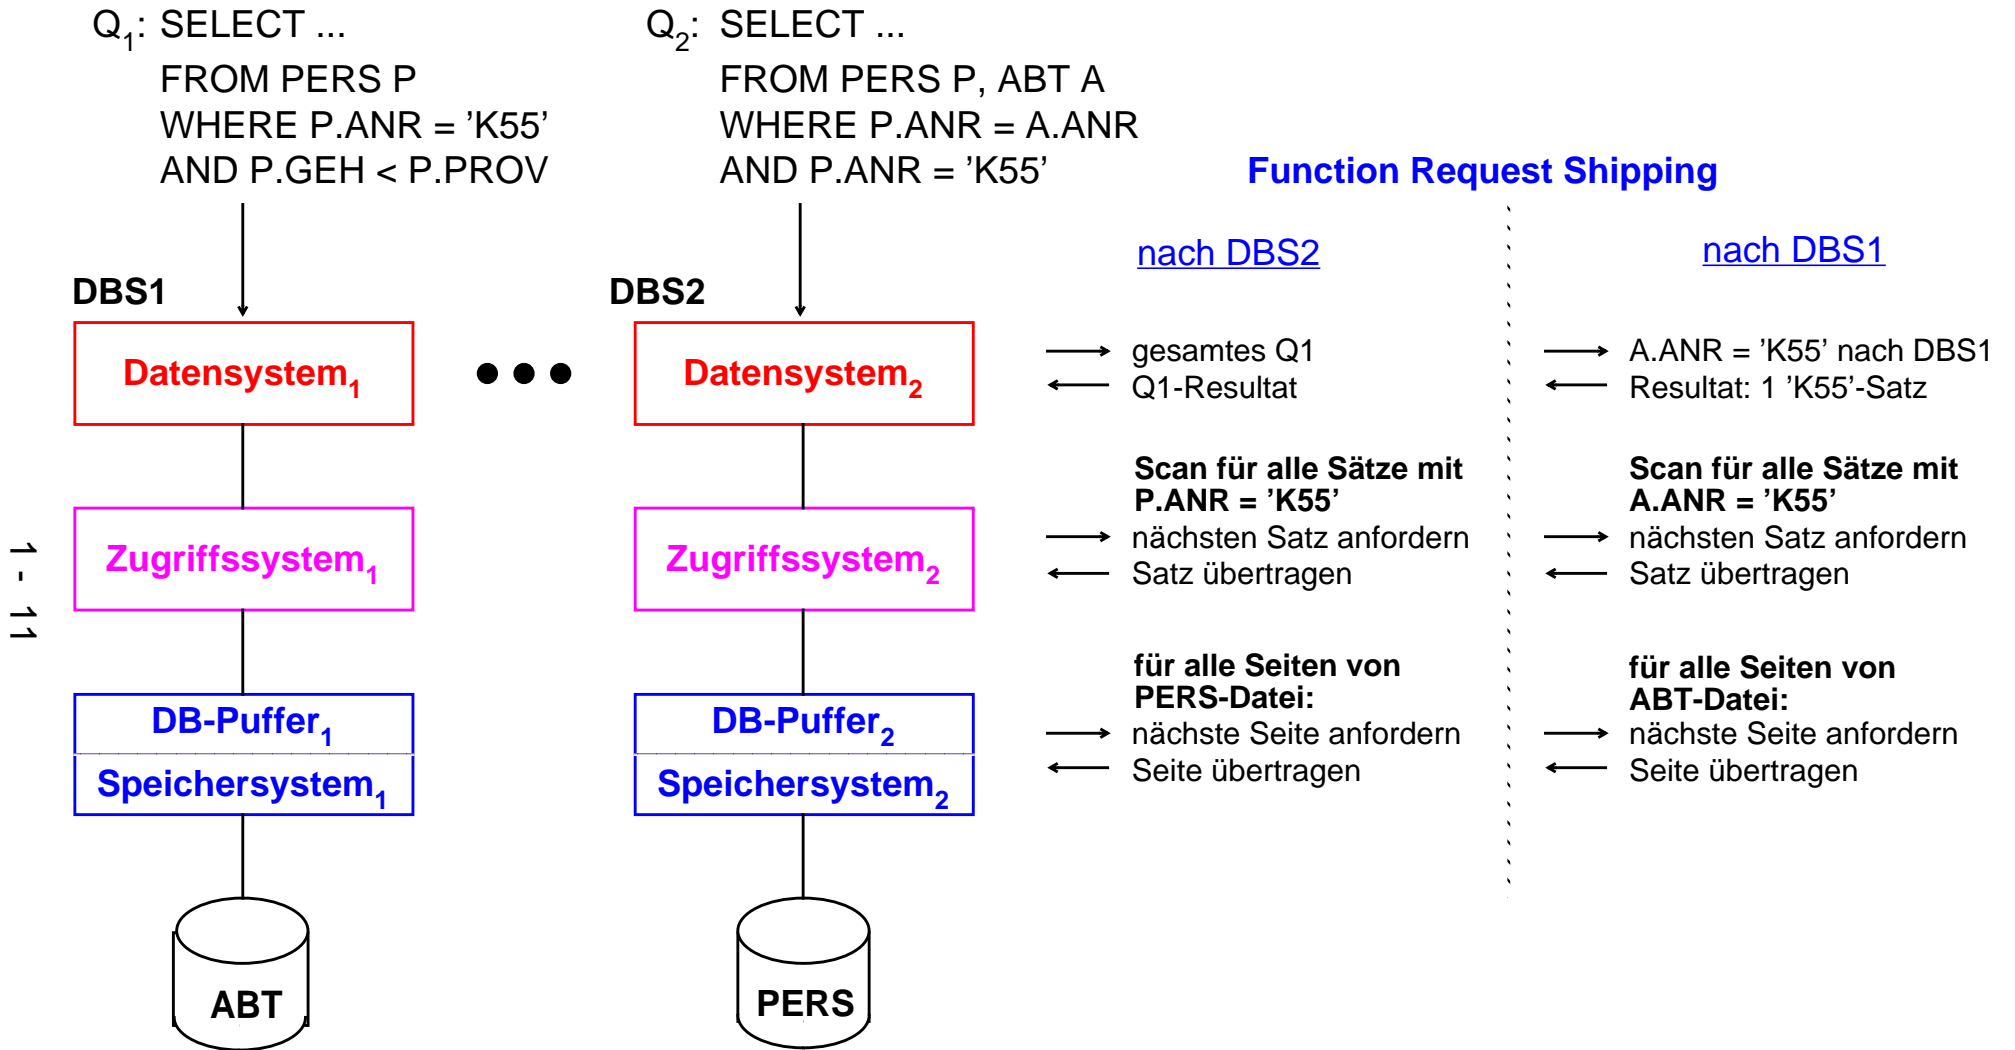 Q1: SELECT ...
FROM PERS P
WHERE P.ANR = ’K55’
AND P.GEH < P.PROV
Q2: SELECT ...
FROM PERS P, ABT A
WHERE P.ANR = A.ANR
AND P.ANR = ’K55’
Function Request Shipping
nach DBS2
nach DBS1
DBS1
DBS2
Datensystem1
Datensystem2
gesamtes Q1
Q1-Resultat
A.ANR = ’K55’ nach DBS1
Resultat: 1 ’K55’-Satz
Zugriffssystem1
Zugriffssystem2
Scan für alle Sätze mit
P.ANR = ’K55’
nächsten Satz anfordern
Satz übertragen
Scan für alle Sätze mit
A.ANR = ’K55’
nächsten Satz anfordern
Satz übertragen
1 - 11
DB-Puffer1
Speichersystem1
DB-Puffer2
Speichersystem2
für alle Seiten von
PERS-Datei:
nächste Seite anfordern
Seite übertragen
für alle Seiten von
ABT-Datei:
nächste Seite anfordern
Seite übertragen
ABT
PERS